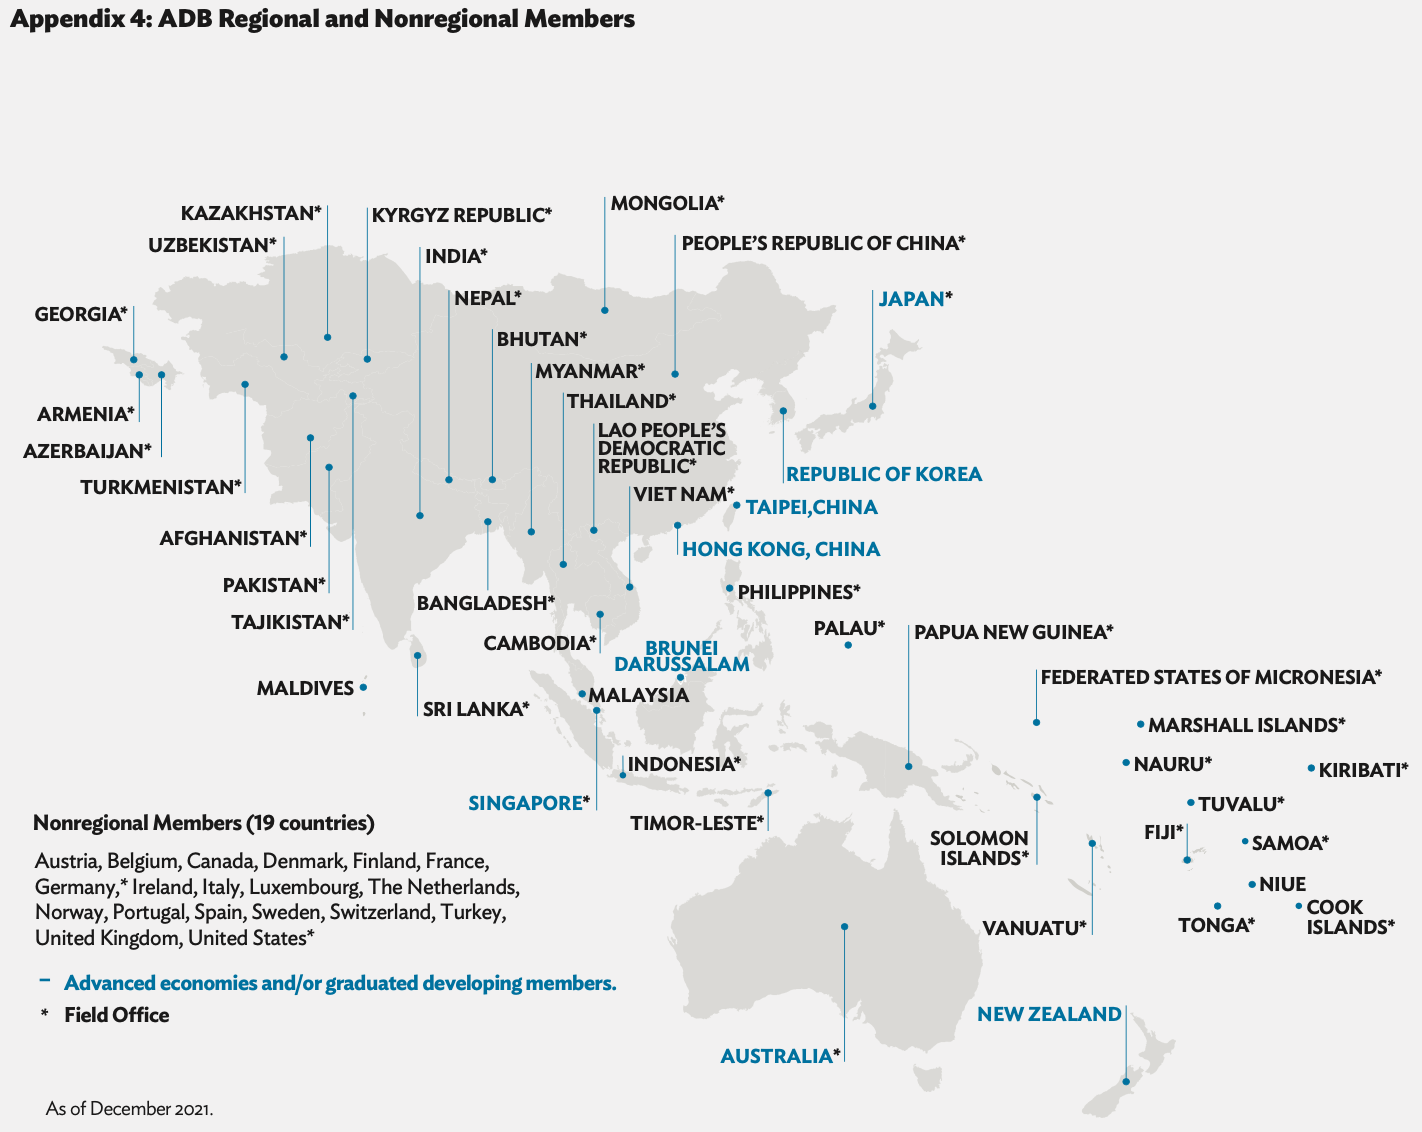 Appendix 4: ADB Regional and Nonregional Members
MONGOLIA*
KAZAKHSTAN*
KYRGYZ REPUBLIC*
UZBEKISTAN*
PEOPLE’S REPUBLIC OF CHINA*
INDIA*
NEPAL*
JAPAN*
GEORGIA*
BHUTAN*
MYANMAR*
THAILAND*
ARMENIA*
LAO PEOPLE’S
DEMOCRATIC
REPUBLIC*
AZERBAIJAN*
REPUBLIC OF KOREA
TURKMENISTAN*
VIET NAM*
TAIPEI,CHINA
AFGHANISTAN*
HONG KONG, CHINA
PAKISTAN*
PHILIPPINES*
BANGLADESH*
TAJIKISTAN*
PALAU*
PAPUA NEW GUINEA*
CAMBODIA*
BRUNEI
DARUSSALAM
FEDERATED STATES OF MICRONESIA*
MALDIVES
MALAYSIA
SRI LANKA*
MARSHALL ISLANDS*
INDONESIA*
NAURU*
KIRIBATI*
SINGAPORE*
TUVALU*
TIMOR-LESTE*
FIJI*
SOLOMON
ISLANDS*
SAMOA*
NIUE
COOK
ISLANDS*
TONGA*
VANUATU*
NEW ZEALAND
AUSTRALIA*
Nonregional Members (19 countries)
Austria, Belgium, Canada, Denmark, Finland, France,
Germany,* Ireland, Italy, Luxembourg, The Netherlands,
Norway, Portugal, Spain, Sweden, Switzerland, Turkey,
United Kingdom, United States*
– Advanced economies and/or graduated developing members.
* Field Office
As of December 2021.